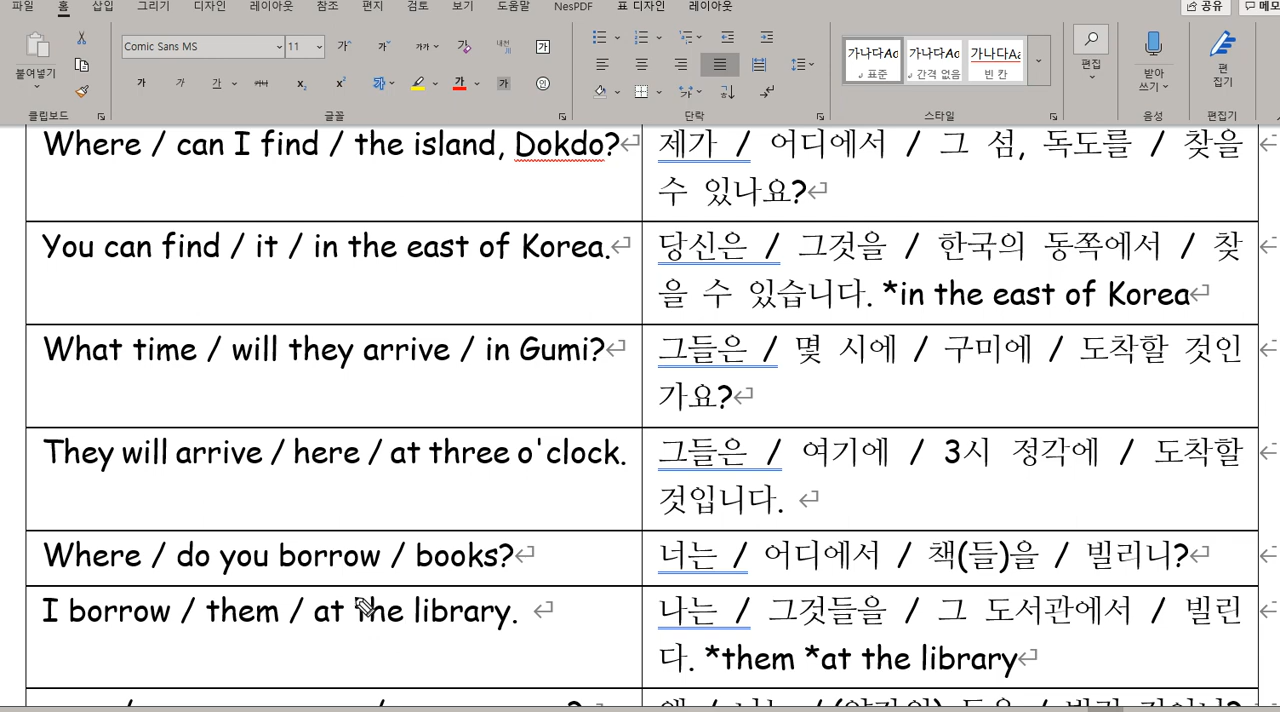 파일 홈 삽입 그리기 디자인 레이아웃 참조 편지 검토 보기 도움말 NesPDF 표 디자인 레이아웃 공유 메모
Comic Sans MS 11
가나다Aa 가나다Aa 가나다Aa
표준 간격 없음 빈 칸
붙여넣기
편집
받아
쓰기
편
집기
클립보드 글꼴 단락 스타일 음성 편집기
Where / can I find / the island, Dokdo?
제가 / 어디에서 / 그 섬, 독도를 / 찾을
수 있나요?
You can find / it / in the east of Korea.
당신은 / 그것을 / 한국의 동쪽에서 / 찾
을 수 있습니다. *in the east of Korea
What time / will they arrive / in Gumi?
그들은 / 몇 시에 / 구미에 / 도착할 것인
가요?
They will arrive / here / at three o'clock.
그들은 / 여기에 / 3시 정각에 / 도착할
것입니다.
Where / do you borrow / books?
너는 / 어디에서 / 책(들)을 / 빌리니?
I borrow / them / at the library.
나는 / 그것들을 / 그 도서관에서 / 빌린
다. *them *at the library